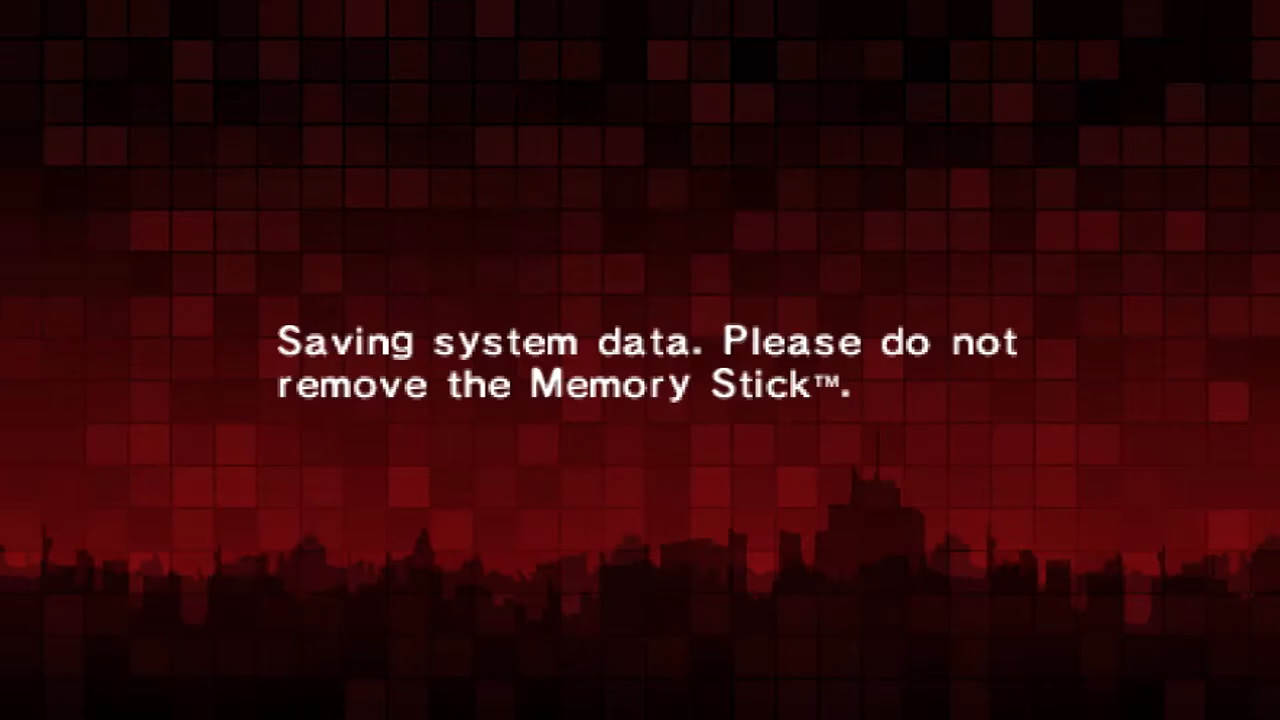 Saving system data. Please do not
remove the Memory Stick™.